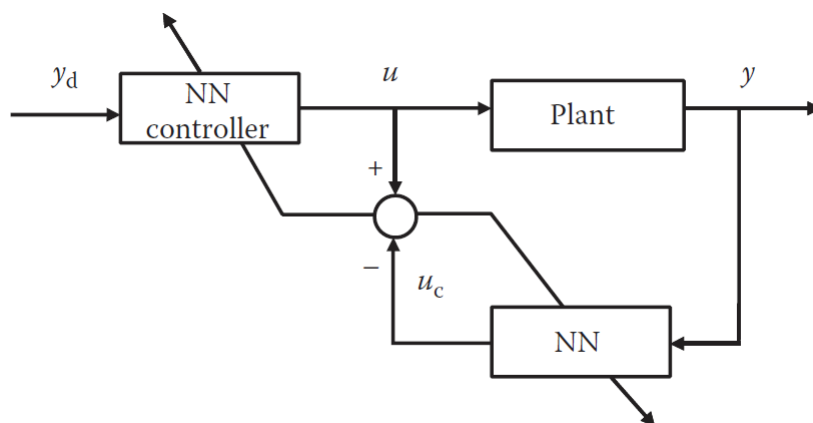 y_d
NN
controller
u
Plant
y
+
−
u_c
NN